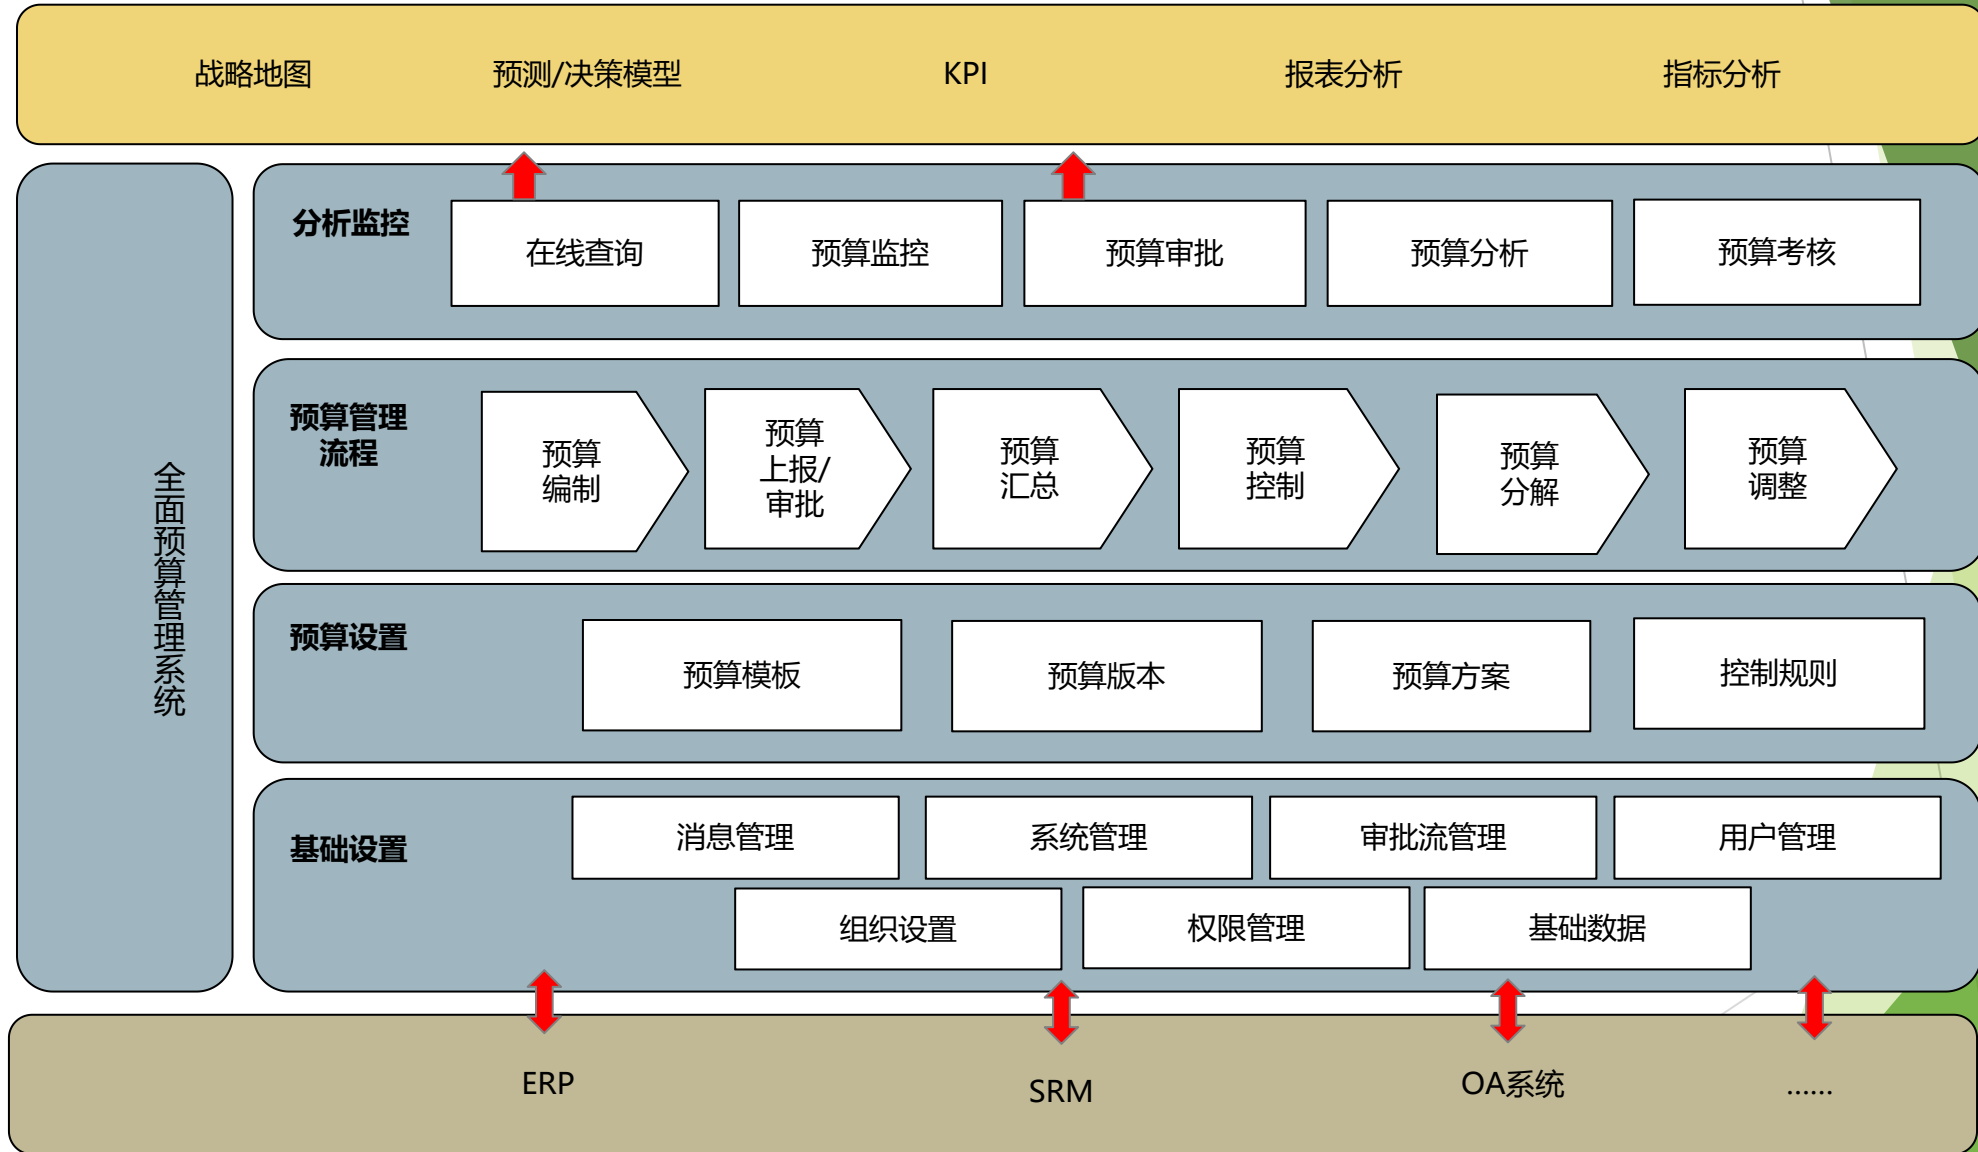 战略地图
预测/决策模型
KPI
报表分析
指标分析
全面预算管理系统
分析监控
在线查询
预算监控
预算审批
预算分析
预算考核
预算管理
流程
预算
编制
预算
上报/
审批
预算
汇总
预算
控制
预算
分解
预算
调整
预算设置
预算模板
预算版本
预算方案
控制规则
基础设置
消息管理
系统管理
审批流管理
用户管理
组织设置
权限管理
基础数据
ERP
SRM
OA系统
......